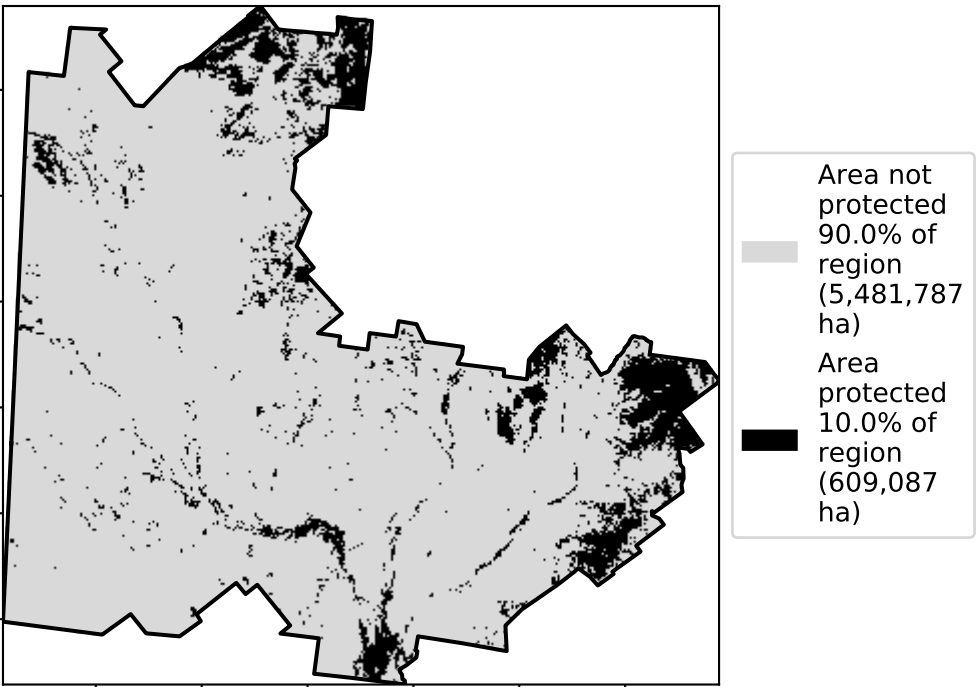 Area not
protected
90.0% of
region
(5,481,787
ha)
Area
protected
10.0% of
region
(609,087
ha)